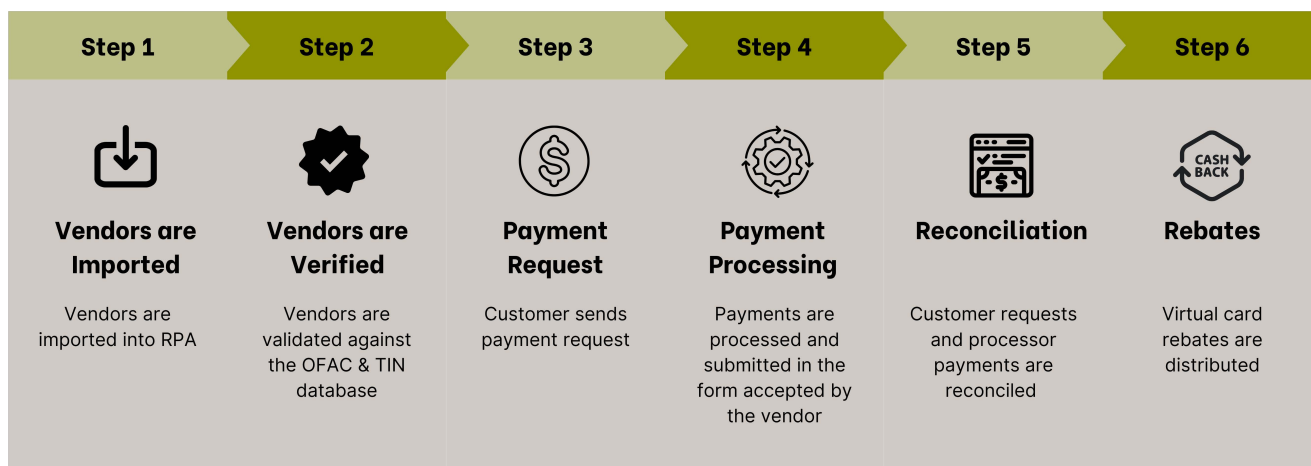 Step 1
Step 2
Step 3
Step 4
Step 5
Step 6
Vendors are
Imported
Vendors are
imported into RPA
Vendors are
Verified
Vendors are
validated against
the OFAC & TIN
database
$
Payment
Request
Customer sends
payment request
Payment
Processing
Payments are
processed and
submitted in the
form accepted by
the vendor
$
Reconciliation
Customer requests
and processor
payments are
reconciled
CASH
BACK
Rebates
Virtual card
rebates are
distributed